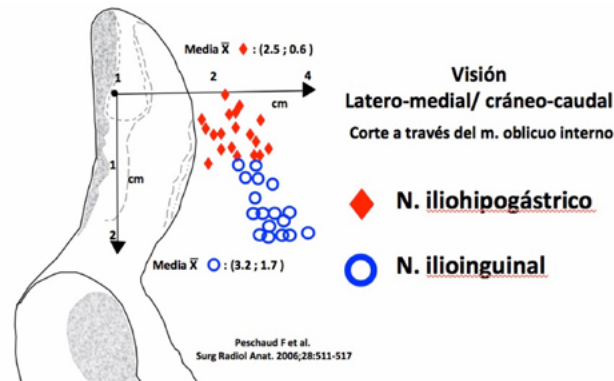 Media X̄ ♦ : (2.5 ; 0.6 )
1
2
4
cm
1
cm
2
Media X̄ O : (3.2 ; 1.7 )
Peschaud F et al.
Surg Radiol Anat. 2006;28:511-517
Visión
Latero-medial/ cráneo-caudal
Corte a través del m. oblicuo interno
N. iliohipogástrico
N. ilioinguinal